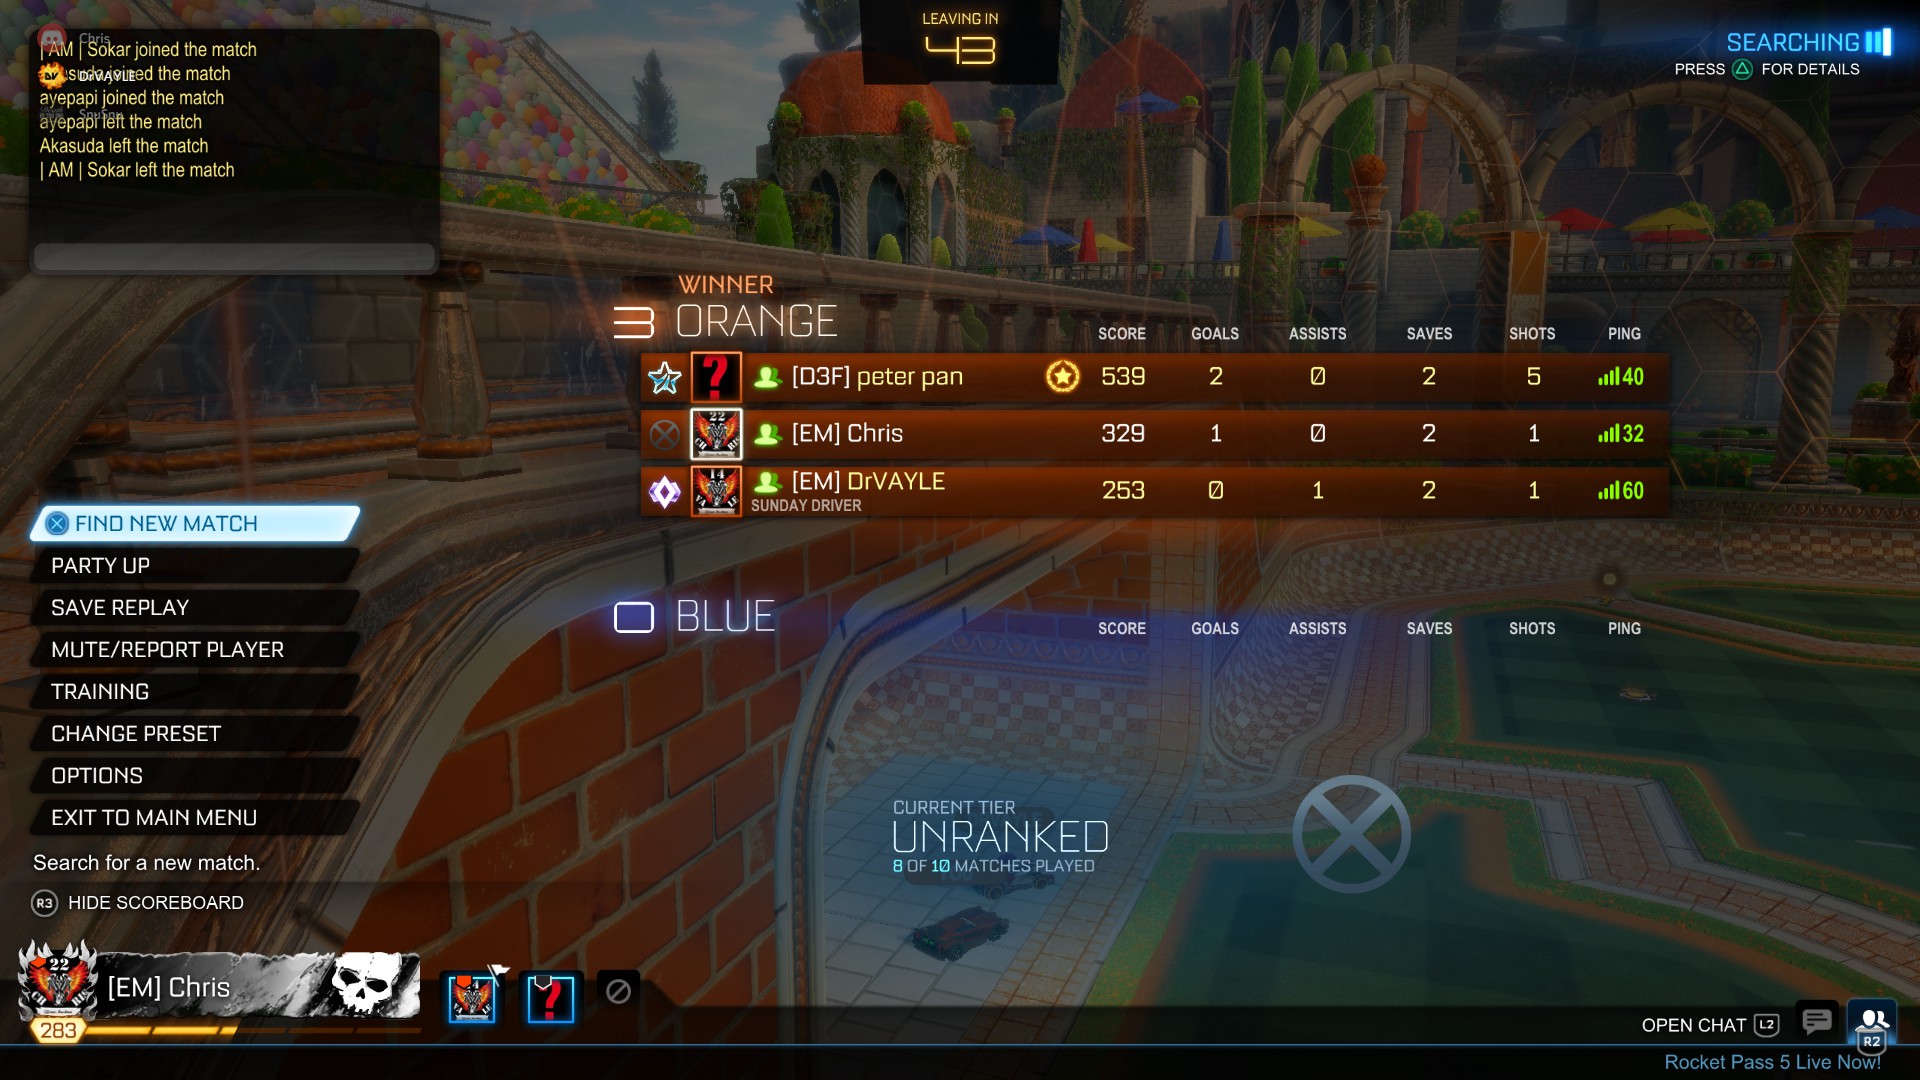 LEAVING IN
43
SEARCHING
PRESS FOR DETAILS
Chris
| AM | Sokar joined the match
DrVAYLE
joined the match
ayepapi joined the match
ayepapi left the match
Akasuda left the match
| AM | Sokar left the match
WINNER
3 ORANGE
SCORE GOALS ASSISTS SAVES SHOTS PING
? [D3F] peter pan 539 2 0 2 5 40
22 [EM] Chris 329 1 0 2 1 32
14 [EM] DrVAYLE 253 0 1 2 1 60
SUNDAY DRIVER
0 BLUE
SCORE GOALS ASSISTS SAVES SHOTS PING
FIND NEW MATCH
PARTY UP
SAVE REPLAY
MUTE/REPORT PLAYER
TRAINING
CHANGE PRESET
OPTIONS
EXIT TO MAIN MENU
Search for a new match.
R3 HIDE SCOREBOARD
CURRENT TIER
UNRANKED
8 OF 10 MATCHES PLAYED
22
[EM] Chris
283
?
OPEN CHAT L2
R2
Rocket Pass 5 Live Now!